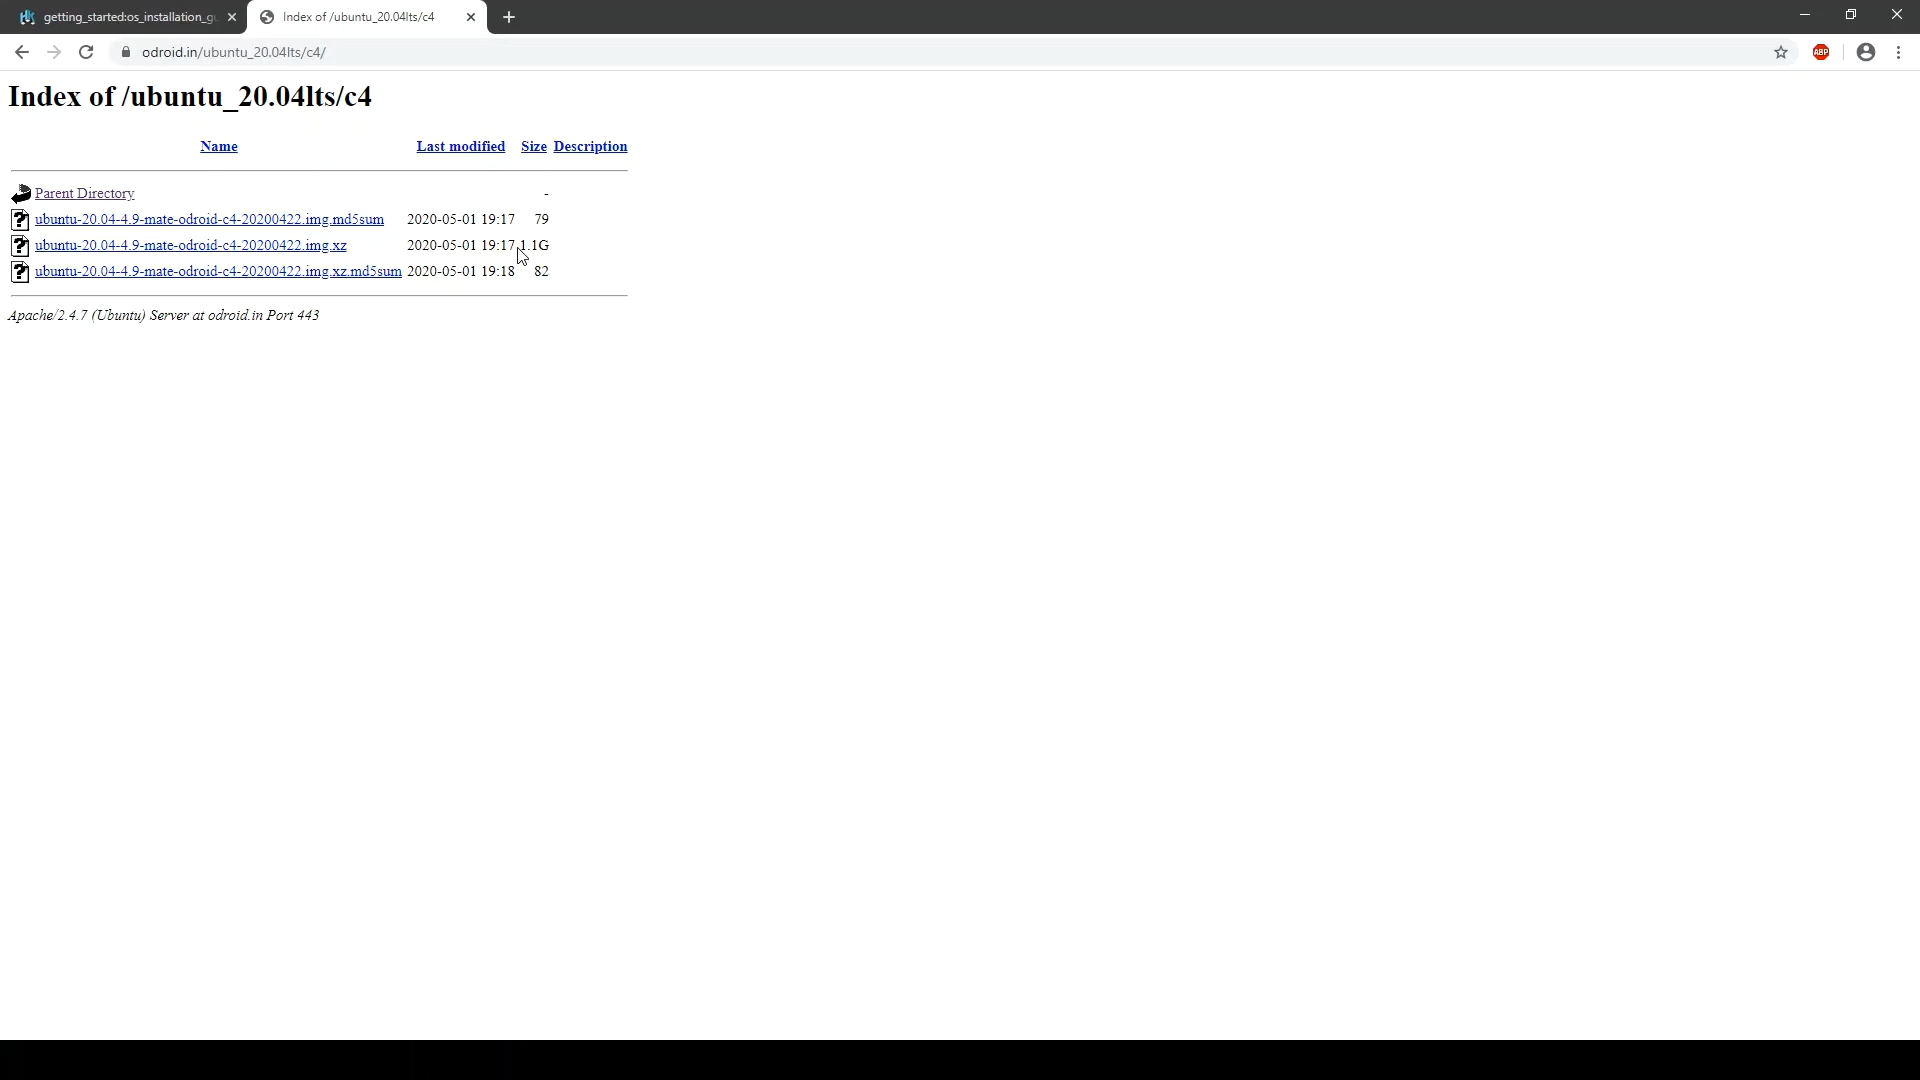 getting_started:os_installation_gu
Index of /ubuntu_20.04lts/c4
odroid.in/ubuntu_20.04lts/c4/
ABP
Index of /ubuntu_20.04lts/c4
Name Last modified Size Description
Parent Directory -
ubuntu-20.04-4.9-mate-odroid-c4-20200422.img.md5sum 2020-05-01 19:17 79
ubuntu-20.04-4.9-mate-odroid-c4-20200422.img.xz 2020-05-01 19:17 1.1G
ubuntu-20.04-4.9-mate-odroid-c4-20200422.img.xz.md5sum 2020-05-01 19:18 82
Apache/2.4.7 (Ubuntu) Server at odroid.in Port 443